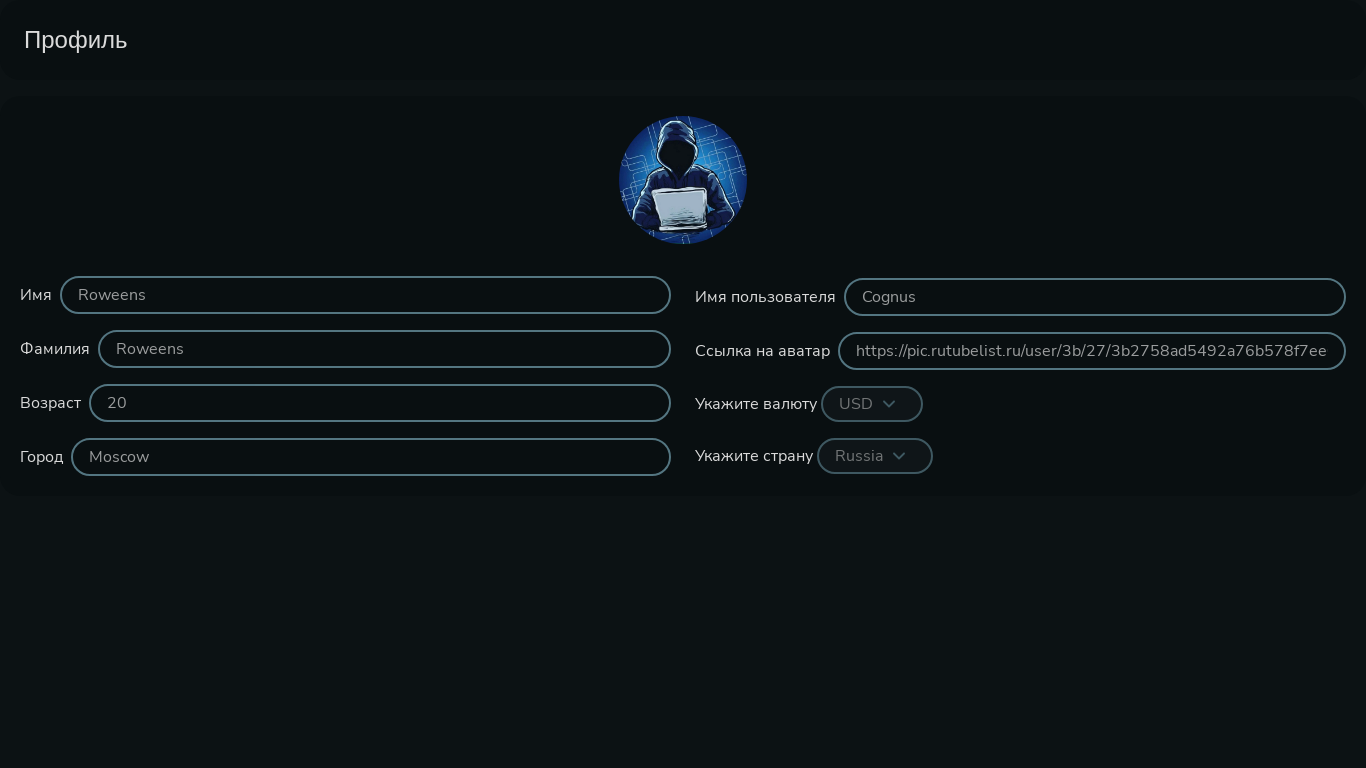 Профиль
Имя Roweens
Фамилия Roweens
Возраст 20
Город Moscow
Имя пользователя Cognus
Ссылка на аватар https://pic.rutubelist.ru/user/3b/27/3b2758ad5492a76b578f7ee
Укажите валюту USD
Укажите страну Russia